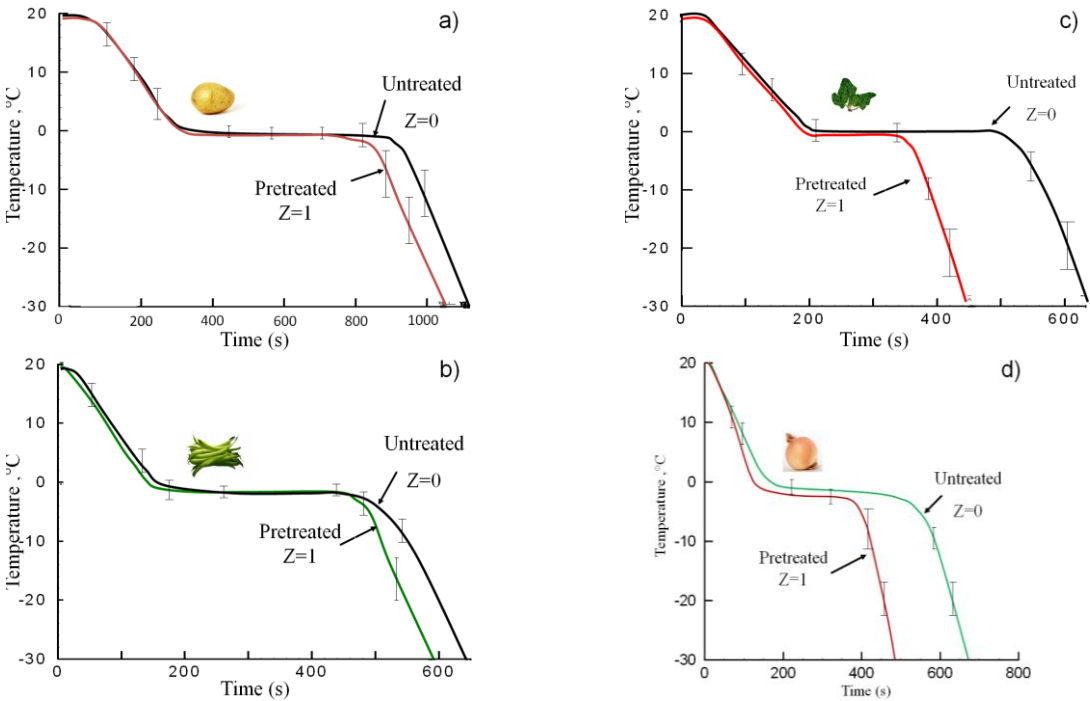 a)
20
10
0
-10
-20
-30
Temperature ,°C
Untreated
Z=0
Pretreated
Z=1
0 200 400 600 800 1000
Time (s)
c)
20
10
0
-10
-20
-30
Temperature ,°C
Untreated
Z=0
Pretreated
Z=1
0 200 400 600
Time (s)
b)
20
10
0
-10
-20
-30
Temperature ,°C
Untreated
Z=0
Pretreated
Z=1
0 200 400 600
Time (s)
d)
20
10
0
-10
-20
-30
Temperature ,°C
Untreated
Z=0
Pretreated
Z=1
0 200 400 600 800
Time (s)